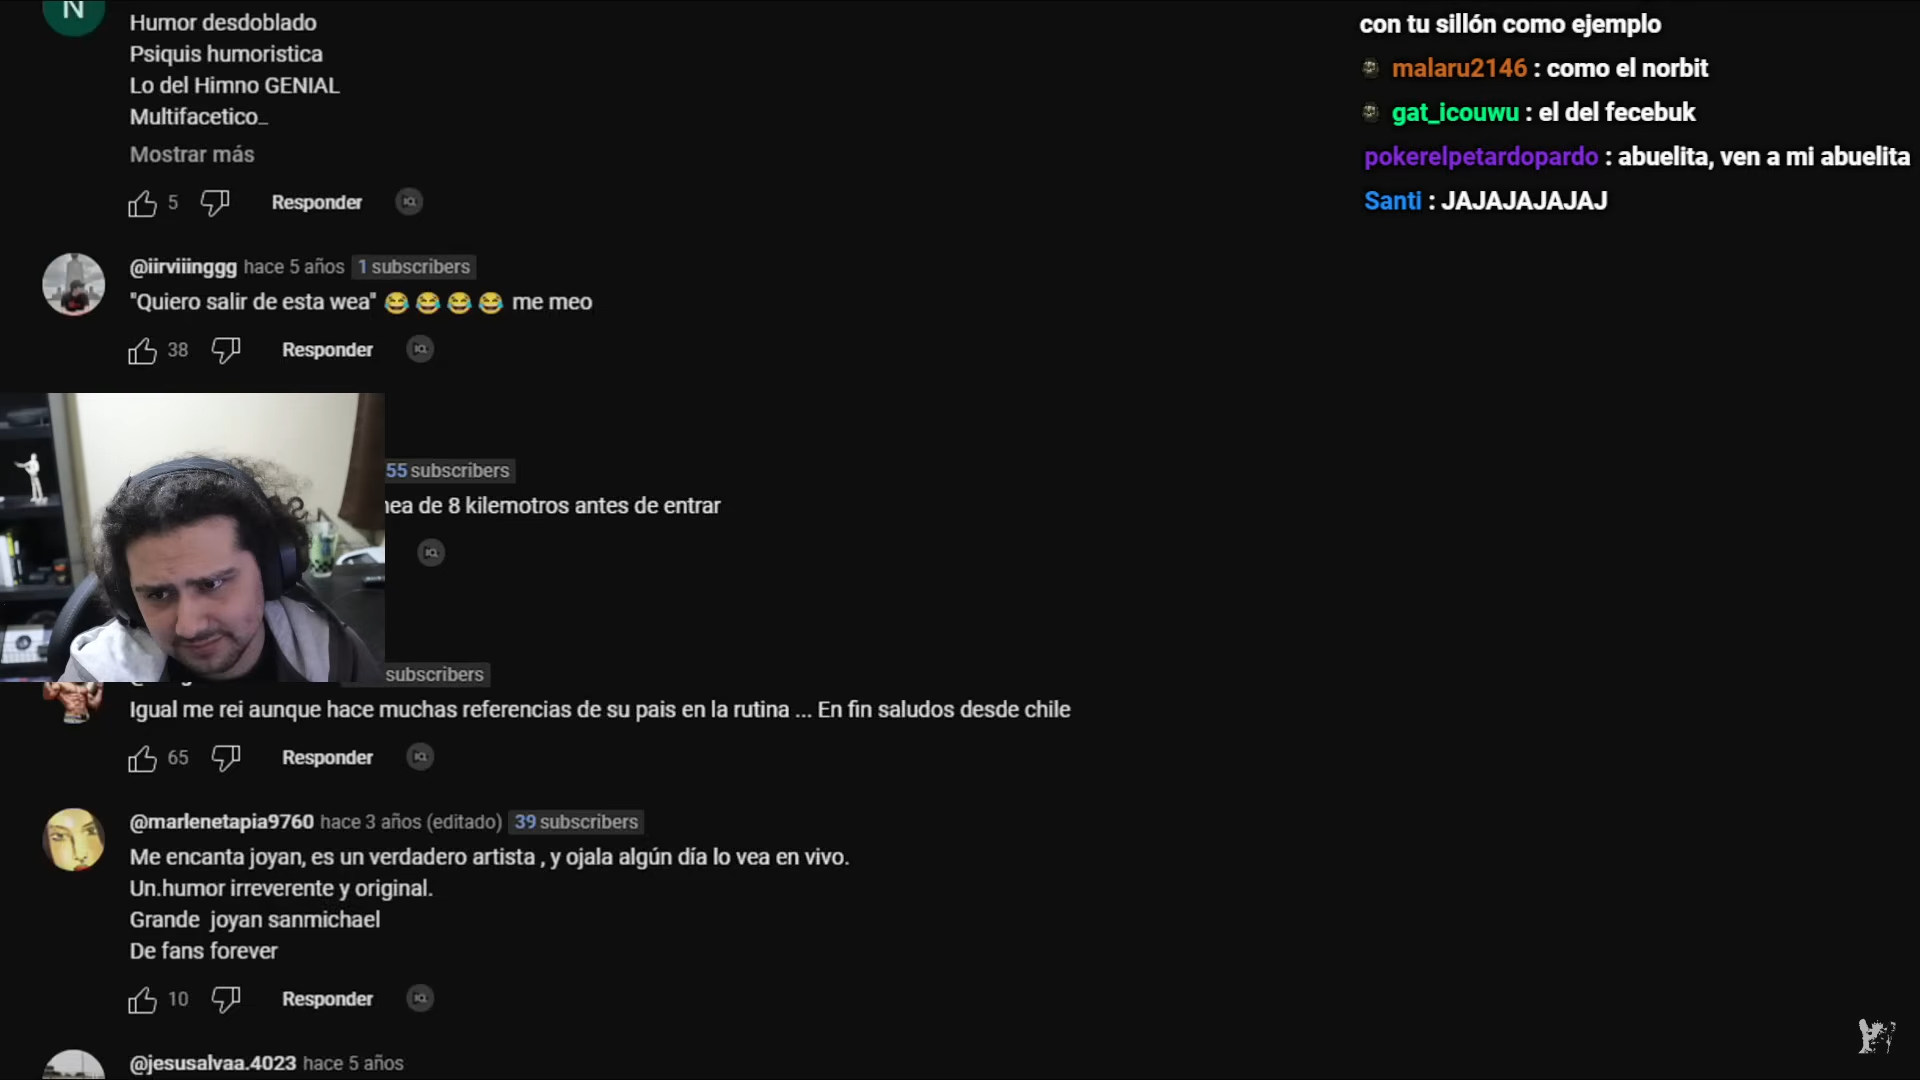 N
Humor desdoblado
Psiquis humoristica
Lo del Himno GENIAL
Multifacetico_
Mostrar más
5 Responder
@iirviiinggg hace 5 años 1 subscribers
"Quiero salir de esta wea" 😂 😂 😂 😂 me meo
38 Responder
55 subscribers
de 8 kilemotros antes de entrar
subscribers
Igual me rei aunque hace muchas referencias de su pais en la rutina ... En fin saludos desde chile
65 Responder
@marlenetapia9760 hace 3 años (editado) 39 subscribers
Me encanta joyan, es un verdadero artista , y ojala algún día lo vea en vivo.
Un.humor irreverente y original.
Grande joyan sanmichael
De fans forever
10 Responder
@jesusalvaa.4023 hace 5 años
con tu sillón como ejemplo
malaru2146 : como el norbit
gat_icouwu : el del fecebuk
pokerelpetardopardo : abuelita, ven a mi abuelita
Santi : JAJAJAJAJAJ